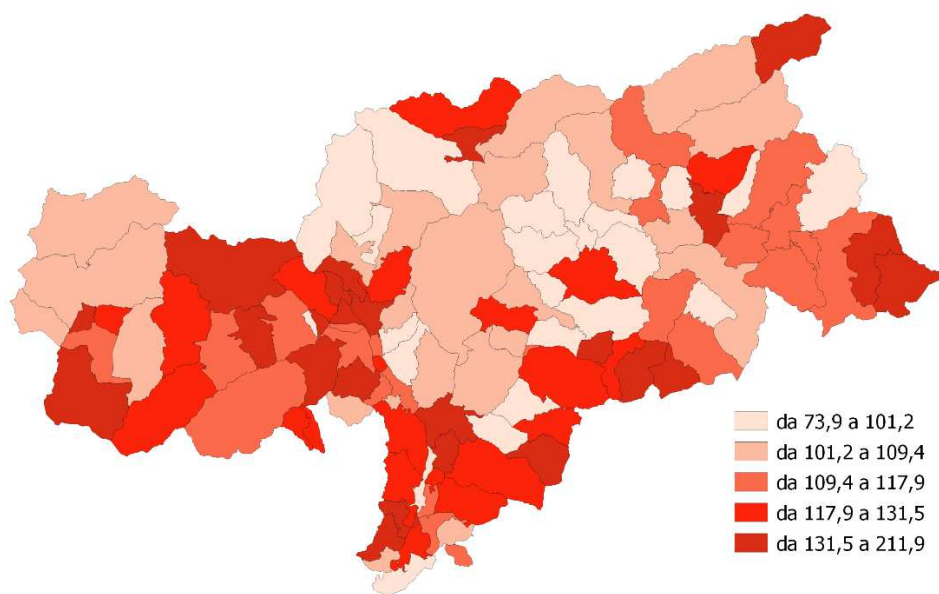 da 73,9 a 101,2
da 101,2 a 109,4
da 109,4 a 117,9
da 117,9 a 131,5
da 131,5 a 211,9